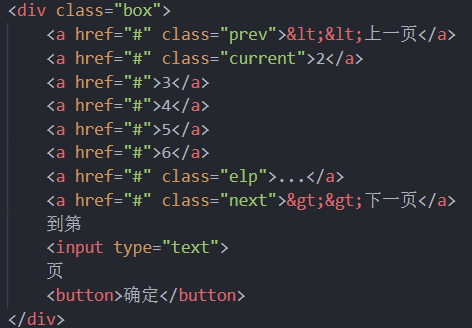 <div class="box">
<a href="#" class="prev">&lt;&lt;上一页</a>
<a href="#" class="current">2</a>
<a href="#">3</a>
<a href="#">4</a>
<a href="#">5</a>
<a href="#">6</a>
<a href="#" class="elp">...</a>
<a href="#" class="next">&gt;&gt;下一页</a>
到第
<input type="text">
页
<button>确定</button>
</div>